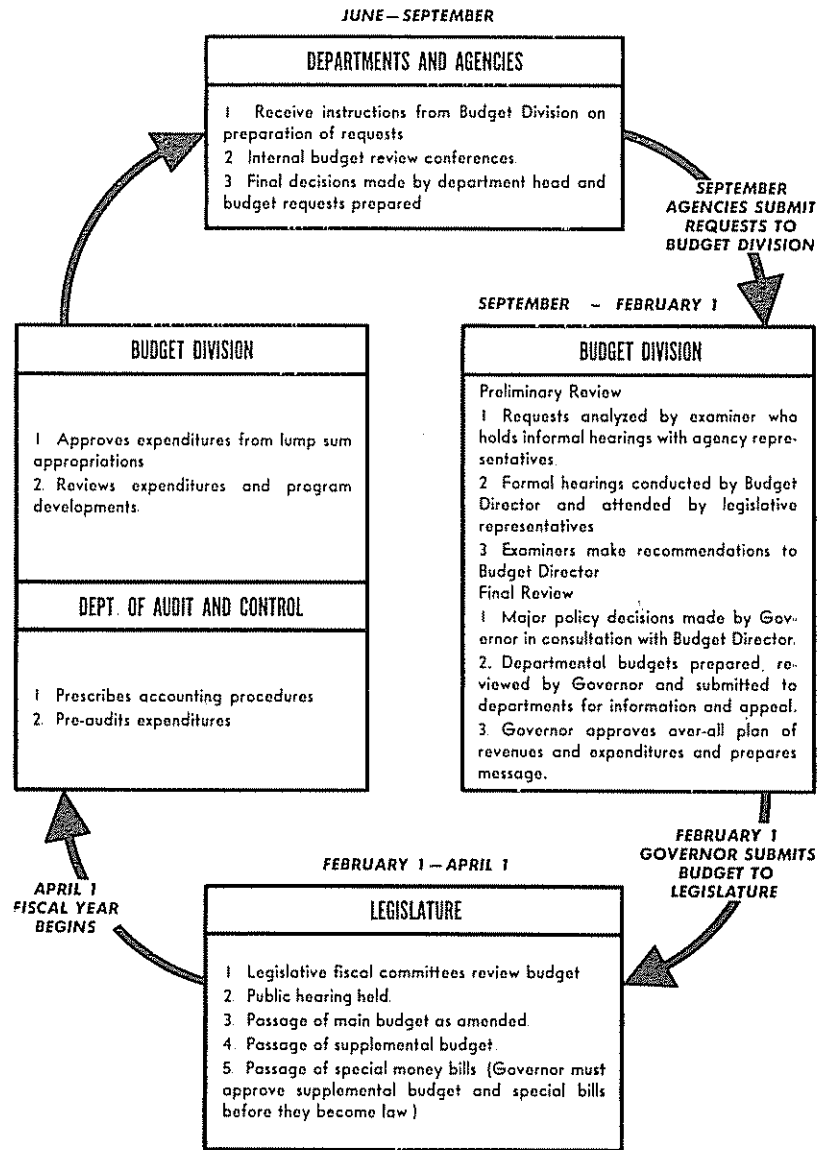 JUNE—SEPTEMBER
DEPARTMENTS AND AGENCIES
1 Receive instructions from Budget Division on
preparation of requests
2 Internal budget review conferences.
3 Final decisions made by department head and
budget requests prepared
SEPTEMBER
AGENCIES SUBMIT
REQUESTS TO
BUDGET DIVISION
SEPTEMBER – FEBRUARY 1
BUDGET DIVISION
Preliminary Review
1 Requests analyzed by examiner who
holds informal hearings with agency repre-
sentatives.
2 Formal hearings conducted by Budget
Director and attended by legislative
representatives
3 Examiners make recommendations to
Budget Director
Final Review
1 Major policy decisions made by Gov-
ernor in consultation with Budget Director.
2. Departmental budgets prepared, re-
viewed by Governor and submitted to
departments for information and appeal.
3. Governor approves over-all plan of
revenues and expenditures and prepares
message.
FEBRUARY 1
GOVERNOR SUBMITS
BUDGET TO
LEGISLATURE
FEBRUARY 1—APRIL 1
LEGISLATURE
1 Legislative fiscal committees review budget
2. Public hearing held.
3. Passage of main budget as amended.
4. Passage of supplemental budget.
5. Passage of special money bills (Governor must
approve supplemental budget and special bills
before they become law)
APRIL 1
FISCAL YEAR
BEGINS
BUDGET DIVISION
1 Approves expenditures from lump sum
appropriations
2. Reviews expenditures and program
developments.
DEPT. OF AUDIT AND CONTROL
1 Prescribes accounting procedures
2. Pre-audits expenditures